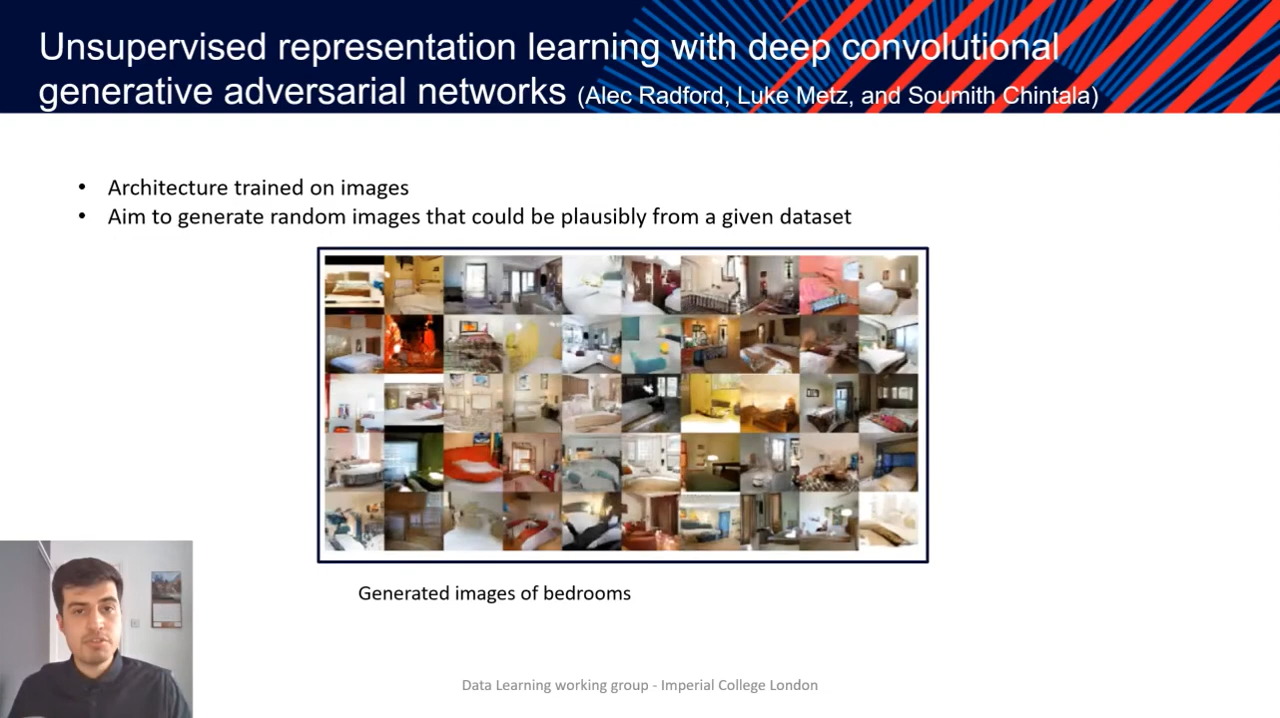 Unsupervised representation learning with deep convolutional
generative adversarial networks (Alec Radford, Luke Metz, and Soumith Chintala)
• Architecture trained on images
• Aim to generate random images that could be plausibly from a given dataset
Generated images of bedrooms
Data Learning working group - Imperial College London